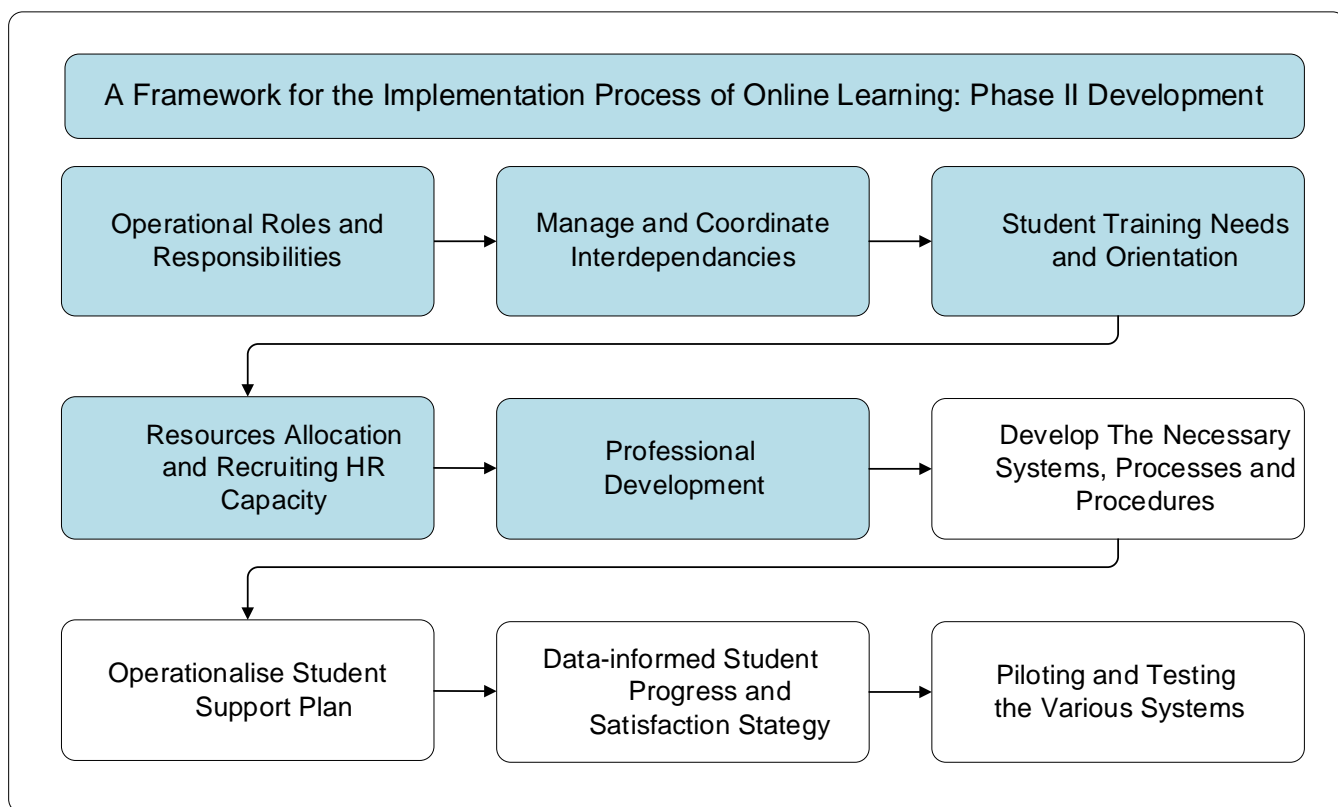 A Framework for the Implementation Process of Online Learning: Phase II Development
Operational Roles and
Responsibilities
Manage and Coordinate
Interdependancies
Student Training Needs
and Orientation
Resources Allocation
and Recruiting HR
Capacity
Professional
Development
Develop The Necessary
Systems, Processes and
Procedures
Operationalise Student
Support Plan
Data-informed Student
Progress and
Satisfaction Stategy
Piloting and Testing
the Various Systems